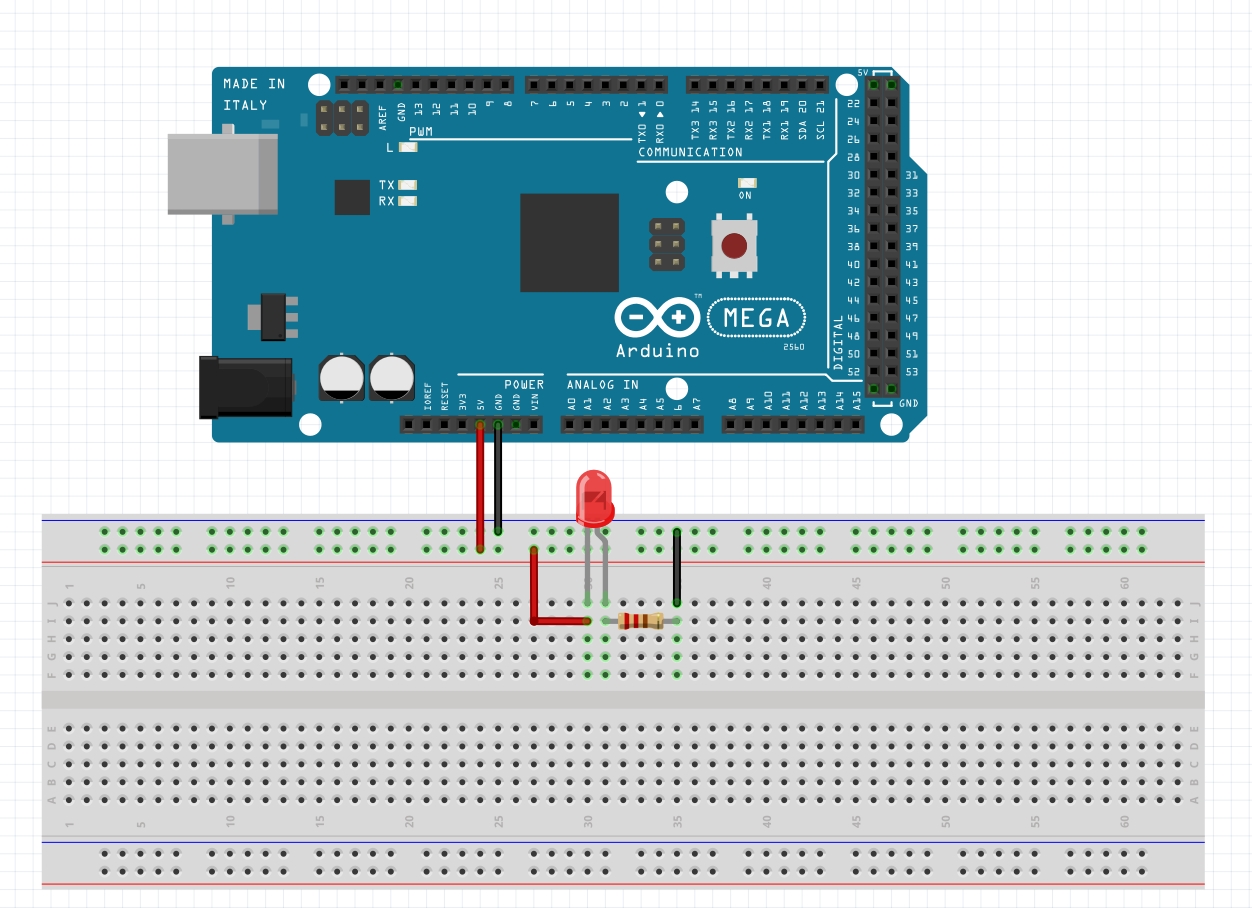 MADE IN
ITALY
AREF
GND
13
12
11
10
9
8
7
6
5
4
3
2
TX0 ◀ 1
RX0 ▶ 0
TX3 14
RX3 15
TX2 16
RX2 17
TX1 18
RX1 19
SDA 20
SCL 21
5V
PWM
COMMUNICATION
L
TX
RX
ON
22
24
26
28
30 31
32 33
34 35
36 37
38 39
40 41
42 43
44 45
46 47
48 49
50 51
52 53
DIGITAL
GND
TM
MEGA
Arduino
2560
POWER
ANALOG IN
IOREF
RESET
3V3
5V
GND
GND
VIN
A0
A1
A2
A3
A4
A5
6
A7
A8
A9
A10
A11
A12
A13
A14
A15
1 5 10 15 20 25 30 35 40 45 50 55 60
J J
I I
H H
G G
F F
E E
D D
C C
B B
A A
1 5 10 15 20 25 30 35 40 45 50 55 60